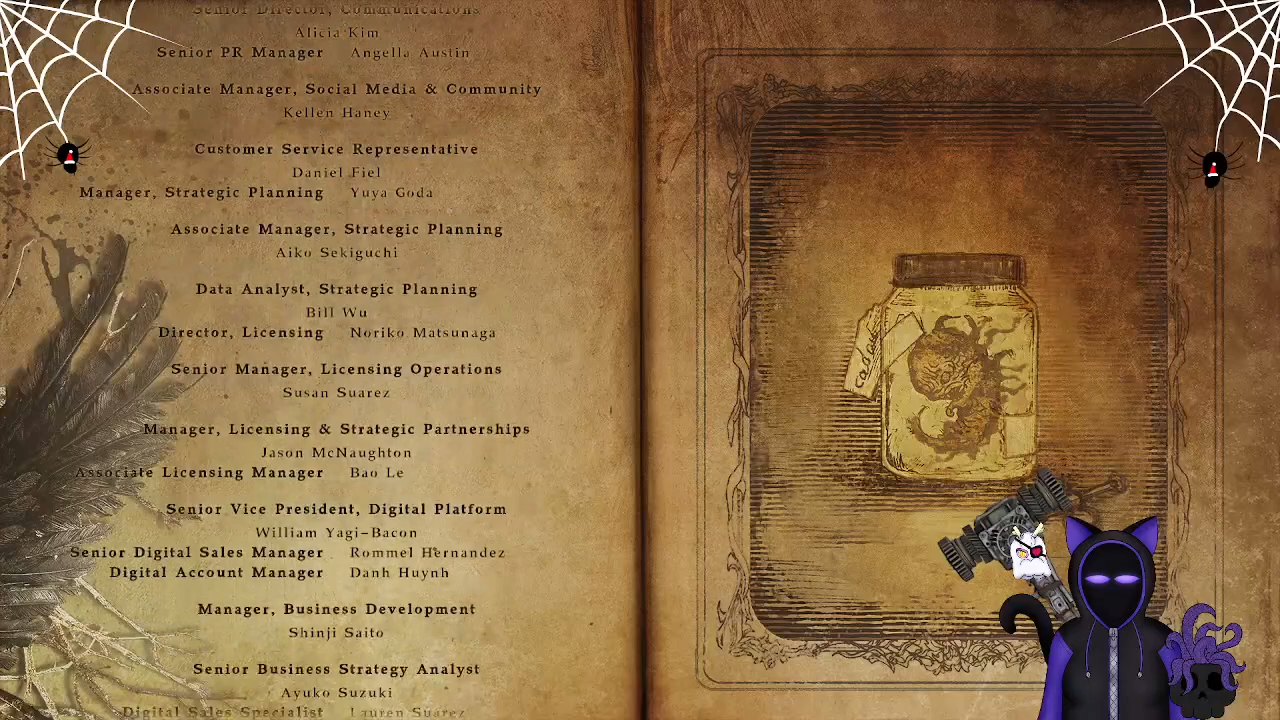 Senior Director, Communications
Alicia Kim
Senior PR Manager Angella Austin
Associate Manager, Social Media & Community
Kellen Haney
Customer Service Representative
Daniel Fiel
Manager, Strategic Planning Yuya Goda
Associate Manager, Strategic Planning
Aiko Sekiguchi
Data Analyst, Strategic Planning
Bill Wu
Director, Licensing Noriko Matsunaga
Senior Manager, Licensing Operations
Susan Suarez
Manager, Licensing & Strategic Partnerships
Jason McNaughton
Associate Licensing Manager Bao Le
Senior Vice President, Digital Platform
William Yagi-Bacon
Senior Digital Sales Manager Rommel Hernandez
Digital Account Manager Danh Huynh
Manager, Business Development
Shinji Saito
Senior Business Strategy Analyst
Ayuko Suzuki
Digital Sales Specialist Lauren Suarez